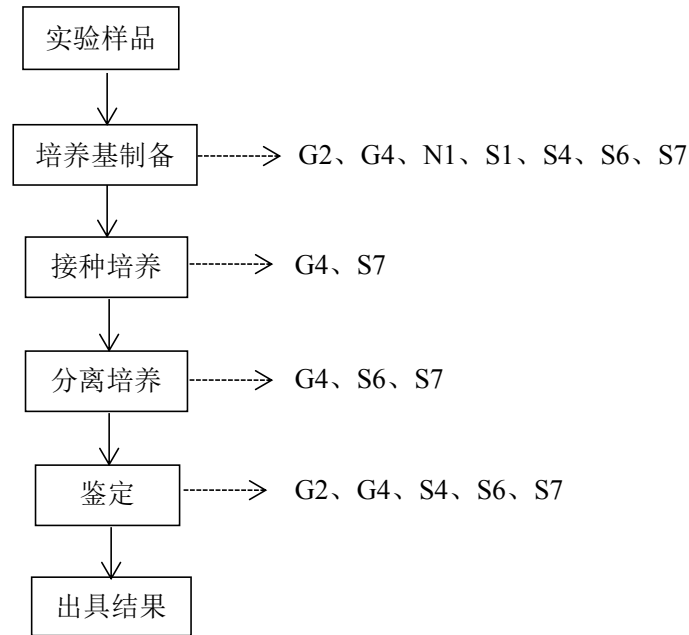 实验样品
培养基制备
G2、G4、N1、S1、S4、S6、S7
接种培养
G4、S7
分离培养
G4、S6、S7
鉴定
G2、G4、S4、S6、S7
出具结果